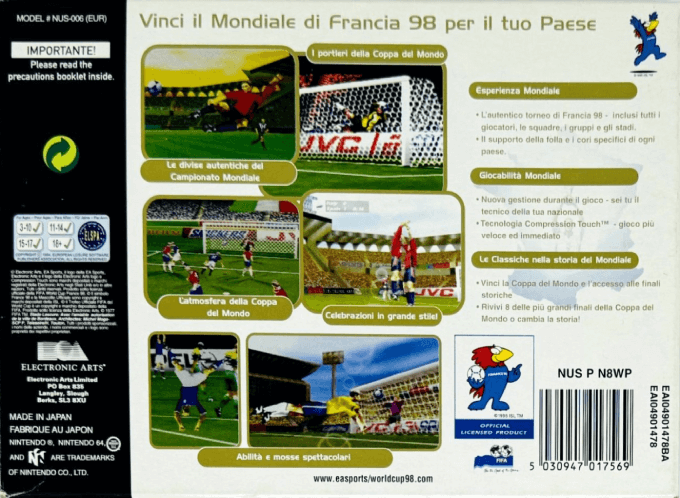 MODEL # NUS-006 (EUR)
IMPORTANTE!
Please read the
precautions booklet inside.
3-10
11-14
15-17
18+
ELSPA
ELECTRONIC ARTS™
Electronic Arts Limited
PO Box 835
Langley, Slough
Berks, SL3 8XU
MADE IN JAPAN
FABRIQUE AU JAPON
NINTENDO ®, NINTENDO 64,
AND ARE TRADEMARKS
OF NINTENDO CO., LTD.
Vinci il Mondiale di Francia 98 per il tuo Paese
I portieri della Coppa del Mondo
JVC
Le divise autentiche del
Campionato Mondiale
L'atmosfera della Coppa
del Mondo
JVC
Celebrazioni in grande stile!
Abilità e mosse spettacolari
www.easports/worldcup98.com
Esperienza Mondiale
• L'autentico torneo di Francia 98 - inclusi tutti i
giocatori, le squadre, i gruppi e gli stadi.
• Il supporto della folla e i cori specifici di ogni
paese.
Giocabilità Mondiale
• Nuova gestione durante il gioco - sei tu il
tecnico della tua nazionale
• Tecnologia Compression Touch™ - gioco più
veloce ed immediato
Le Classiche nella storia del Mondiale
• Vinci la Coppa del Mondo e l'accesso alle finali
storiche
• Rivivi 8 delle più grandi finali della Coppa del
Mondo o cambia la storia!
OFFICIAL
LICENSED PRODUCT
FIFA
NUS P N8WP
5 030947 017569
EAI04901478BA
EAI04901478